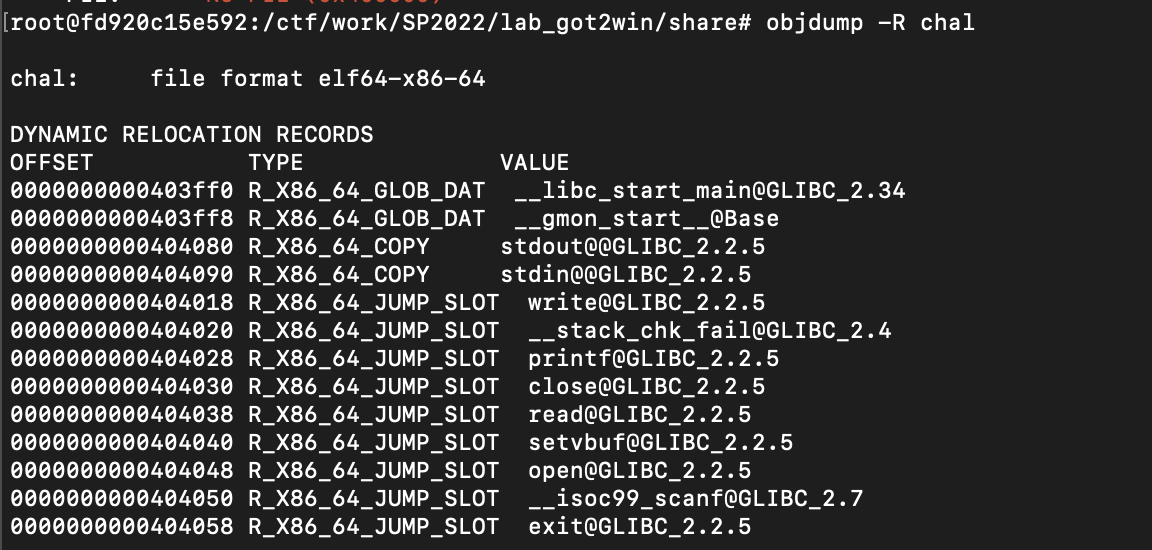 [root@fd920c15e592:/ctf/work/SP2022/lab_got2win/share# objdump -R chal
chal:     file format elf64-x86-64
DYNAMIC RELOCATION RECORDS
OFFSET           TYPE              VALUE
0000000000403ff0 R_X86_64_GLOB_DAT  __libc_start_main@GLIBC_2.34
0000000000403ff8 R_X86_64_GLOB_DAT  __gmon_start__@Base
0000000000404080 R_X86_64_COPY     stdout@@GLIBC_2.2.5
0000000000404090 R_X86_64_COPY     stdin@@GLIBC_2.2.5
0000000000404018 R_X86_64_JUMP_SLOT  write@GLIBC_2.2.5
0000000000404020 R_X86_64_JUMP_SLOT  __stack_chk_fail@GLIBC_2.4
0000000000404028 R_X86_64_JUMP_SLOT  printf@GLIBC_2.2.5
0000000000404030 R_X86_64_JUMP_SLOT  close@GLIBC_2.2.5
0000000000404038 R_X86_64_JUMP_SLOT  read@GLIBC_2.2.5
0000000000404040 R_X86_64_JUMP_SLOT  setvbuf@GLIBC_2.2.5
0000000000404048 R_X86_64_JUMP_SLOT  open@GLIBC_2.2.5
0000000000404050 R_X86_64_JUMP_SLOT  __isoc99_scanf@GLIBC_2.7
0000000000404058 R_X86_64_JUMP_SLOT  exit@GLIBC_2.2.5